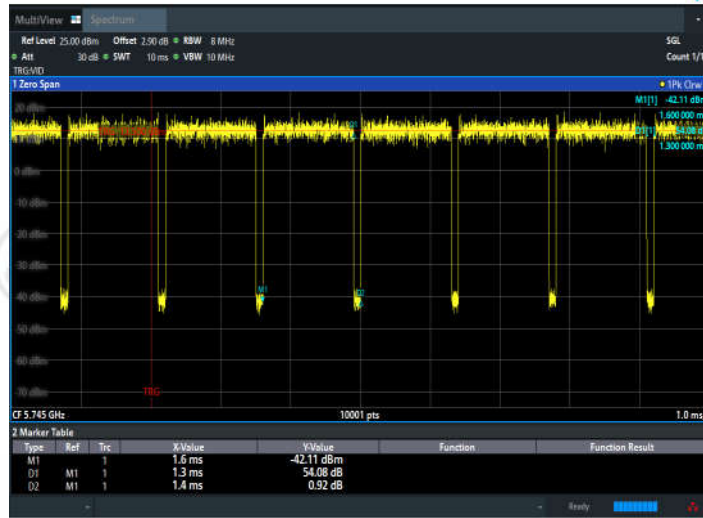 MultiView Spectrum
Ref Level 25.00 dBm Offset 2.90 dB RBW 8 MHz SGL
Att 30 dB SWT 10 ms VBW 10 MHz Count 1/1
TRG:VID
1 Zero Span 1Pk Clrw
M1[1] -42.11 dBm
20 dBm 1.600 000 m
D1[1] 54.08 d
1.300 000 m
0 dBm
-10 dBm
-20 dBm
-30 dBm
M1 D2
-40 dBm
-50 dBm
-60 dBm
-70 dBm TRG
CF 5.745 GHz 10001 pts 1.0 ms
2 Marker Table
Type Ref Trc X-Value Y-Value Function Function Result
M1 1 1.6 ms -42.11 dBm
D1 M1 1 1.3 ms 54.08 dB
D2 M1 1 1.4 ms 0.92 dB
Ready